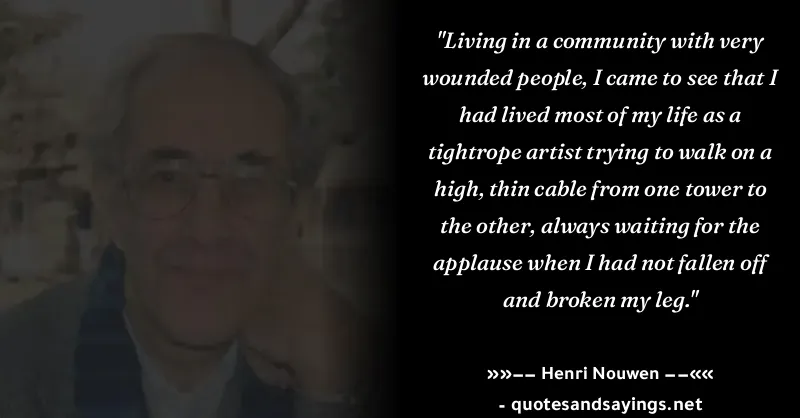 "Living in a community with very
wounded people, I came to see that I
had lived most of my life as a
tightrope artist trying to walk on a
high, thin cable from one tower to
the other, always waiting for the
applause when I had not fallen off
and broken my leg."
»»–– Henri Nouwen ––««
- quotesandsayings.net